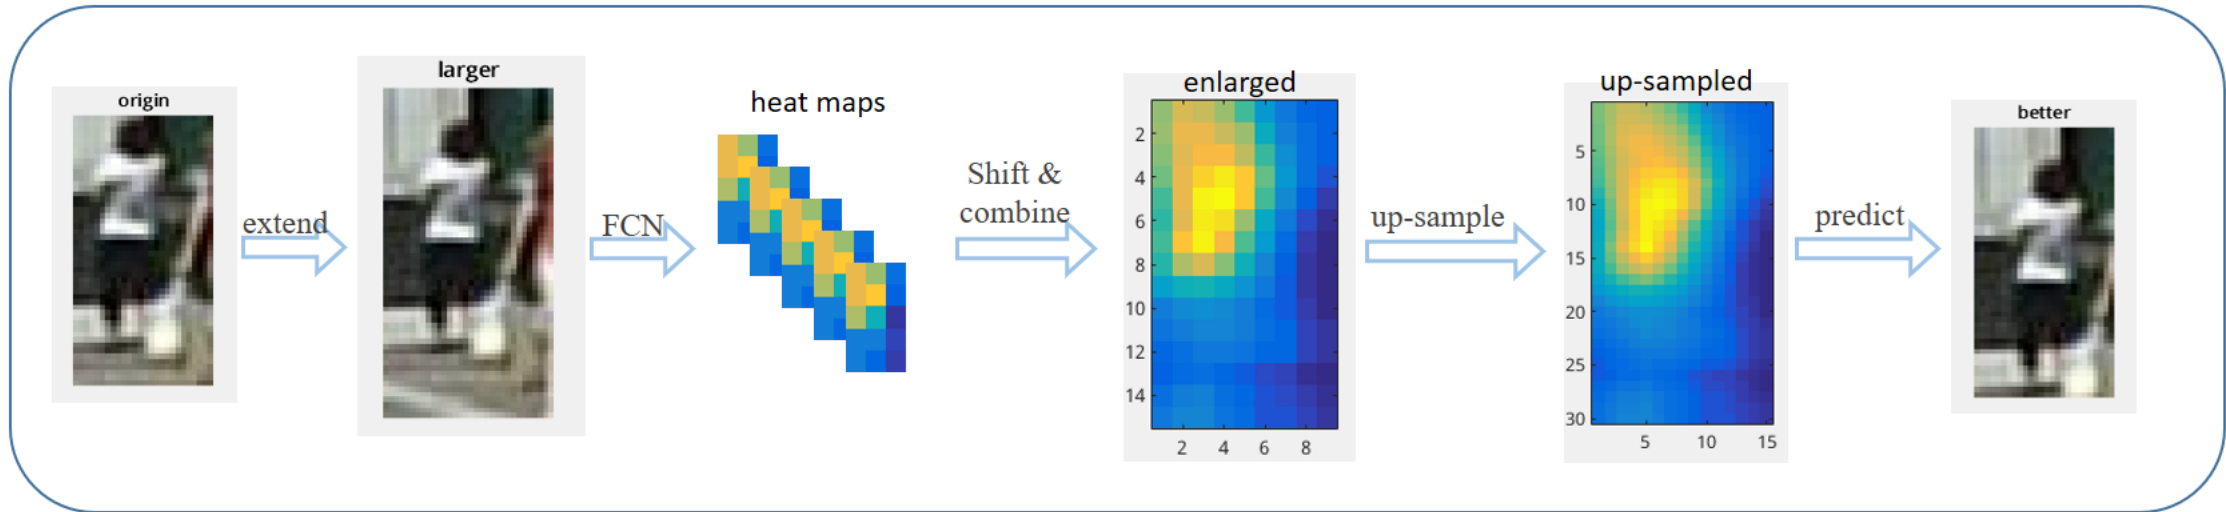 origin
extend
larger
FCN
heat maps
Shift &
combine
enlarged
2
4
6
8
10
12
14
2 4 6 8
up-sample
up-sampled
5
10
15
20
25
30
5 10 15
predict
better